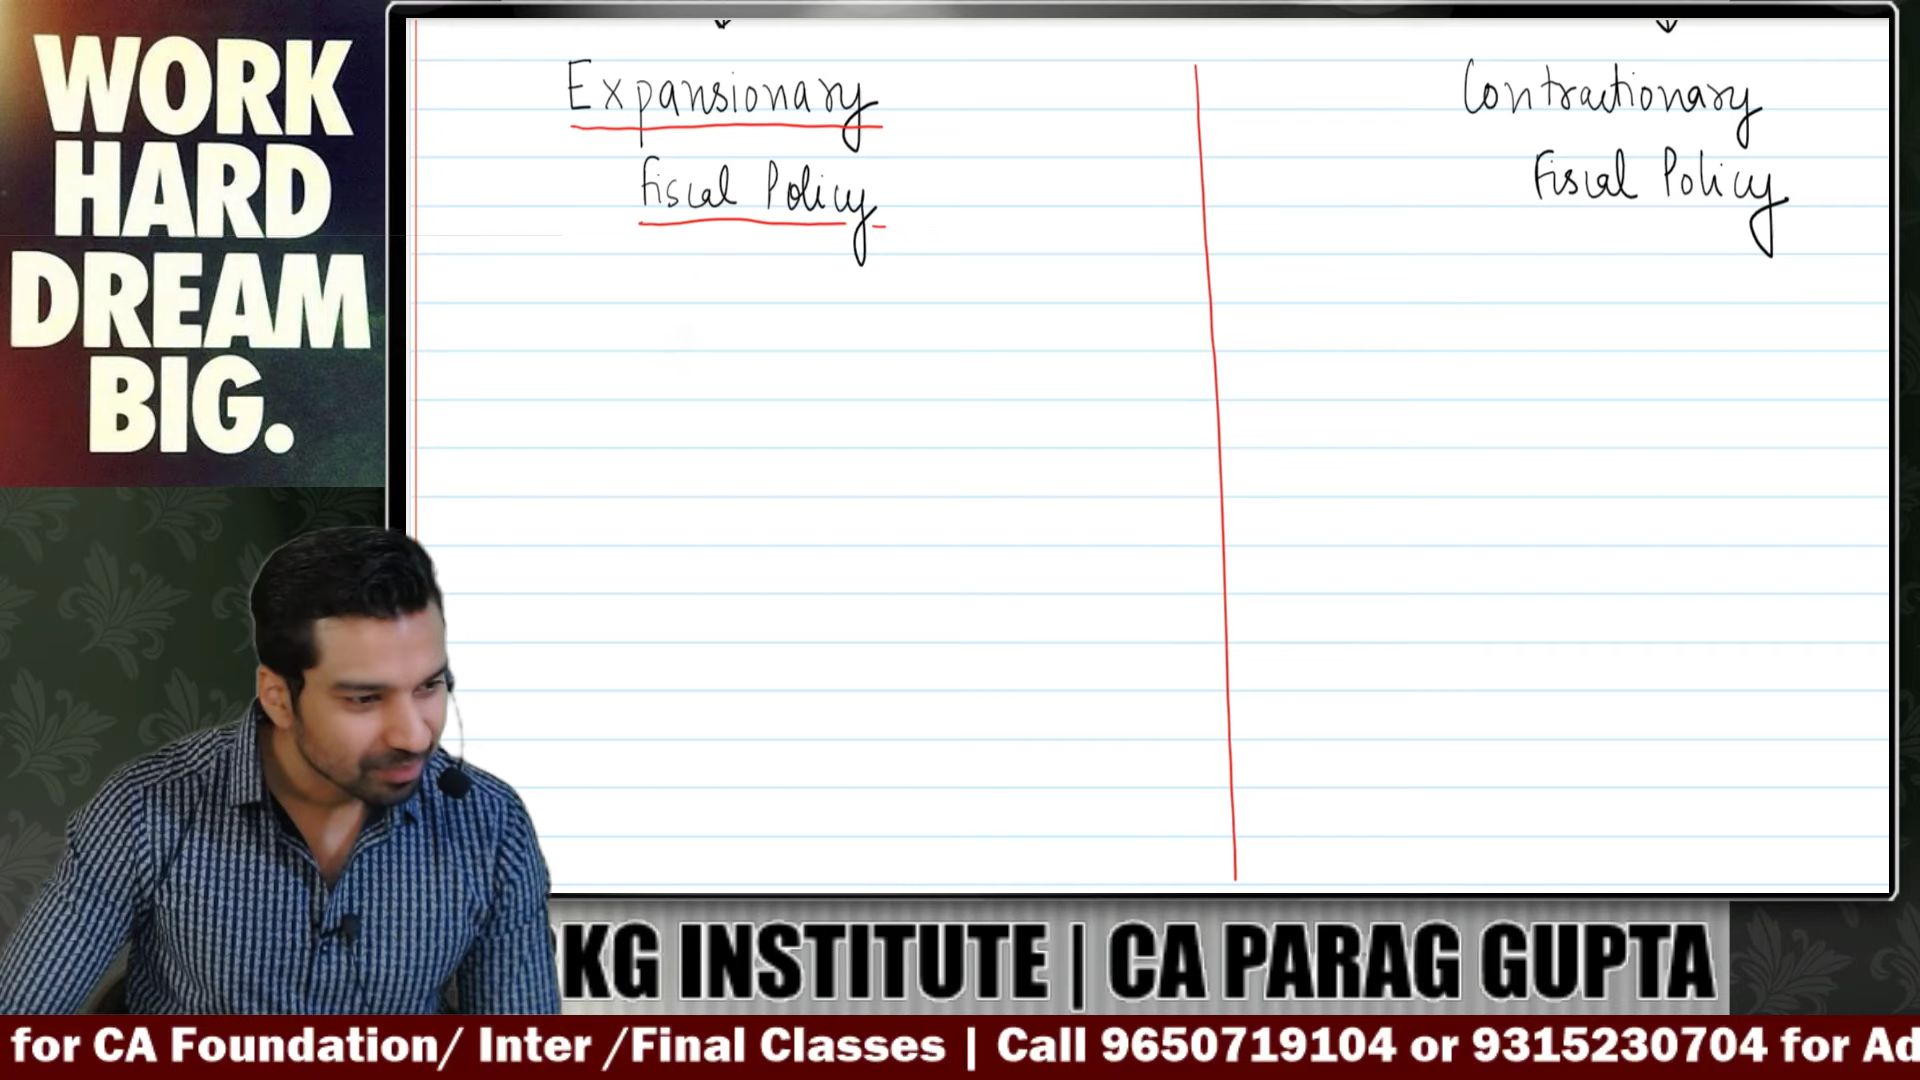 WORK
HARD
DREAM
BIG.
Expansionary
Fiscal Policy
Contractionary
Fiscal Policy
KG INSTITUTE | CA PARAG GUPTA
for CA Foundation/ Inter /Final Classes | Call 9650719104 or 9315230704 for Ad